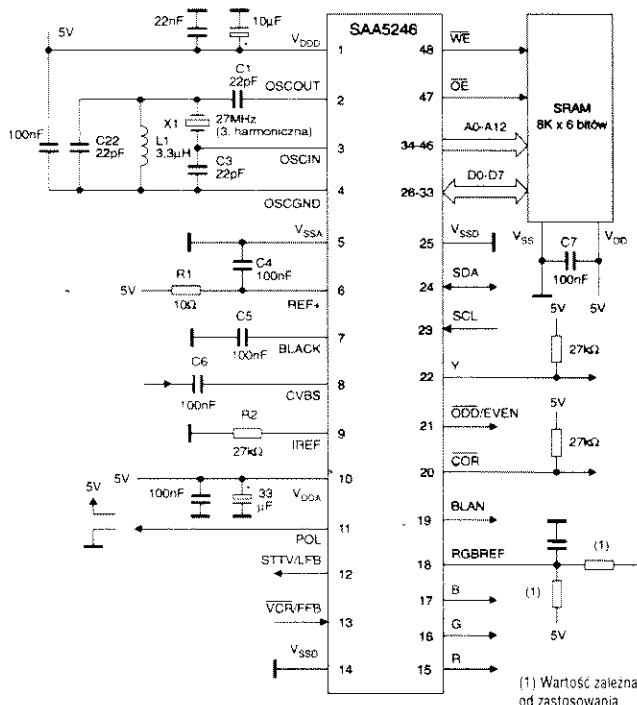 SAA5246
5V
22nF
10µF
V_DDD
1
OSCOUT
2
C1
22pF
X1
27MHz
(3. harmoniczna)
OSCIN
3
100nF
C22
22pF
L1
3,3µH
C3
22pF
4
OSCGND
V_SSA
5
C4
100nF
5V
R1
10Ω
REF+
6
C5
100nF
BLACK
7
C6
100nF
CVBS
8
R2
27kΩ
IREF
9
5V
10
100nF
33
µF
V_DDA
5V
POL
11
STTV/LFB
12
VCR/FFB
13
V_SSD
14
48
WE
47
OE
34-46
A0-A12
26-33
D0-D7
SRAM
8K x 6 bitów
V_SS
V_DD
C7
100nF
5V
5V
25
V_SSD
24
SDA
23
SCL
27kΩ
22
Y
21
ODD/EVEN
5V
27kΩ
20
COR
19
BLAN
18
RGBREF
(1)
(1)
5V
17
B
16
G
15
R
(1) Wartość zależna
od zastosowania